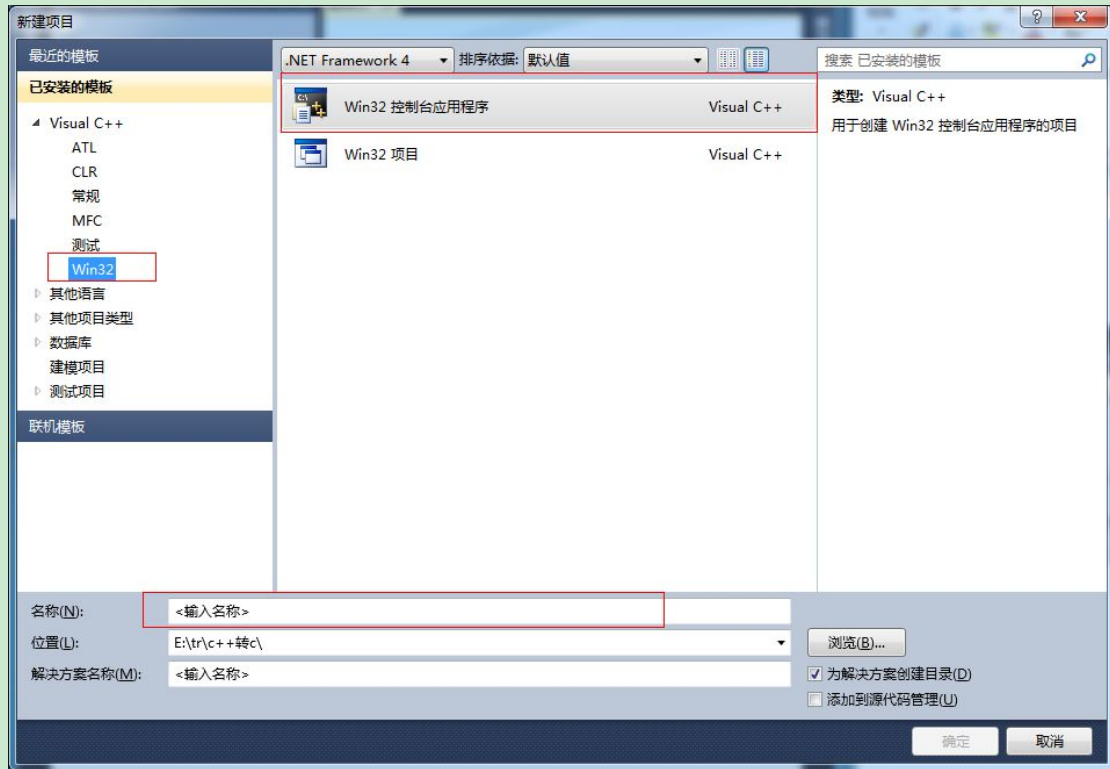 新建项目
最近的模板
已安装的模板
Visual C++
ATL
CLR
常规
MFC
测试
Win32
其他语言
其他项目类型
数据库
建模项目
测试项目
联机模板
.NET Framework 4 排序依据: 默认值
Win32 控制台应用程序 Visual C++
Win32 项目 Visual C++
搜索 已安装的模板
类型: Visual C++
用于创建 Win32 控制台应用程序的项目
名称(N): <输入名称>
位置(L): E:\tr\c++转c\ 浏览(B)...
解决方案名称(M): <输入名称> 为解决方案创建目录(D)
添加到源代码管理(U)
确定 取消